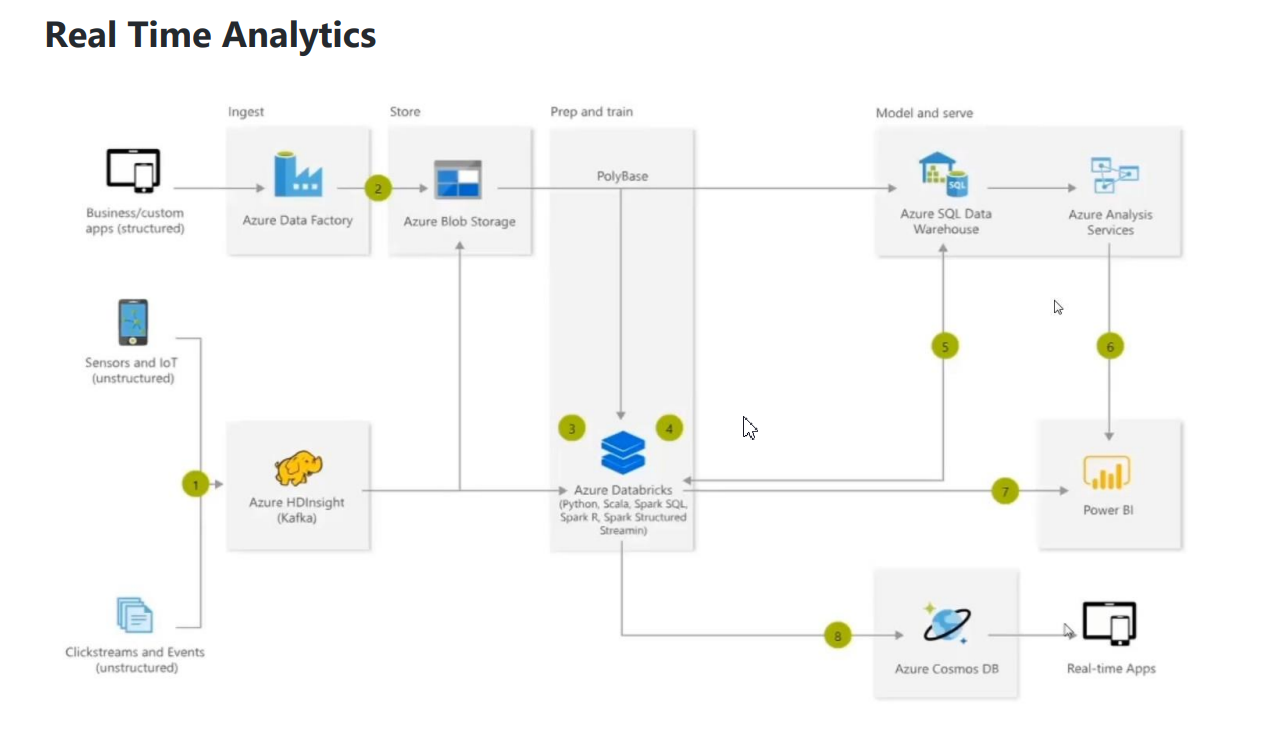 Real Time Analytics
Ingest
Store
Prep and train
Model and serve
Business/custom
apps (structured)
Azure Data Factory
2
Azure Blob Storage
PolyBase
SQL
Azure SQL Data
Warehouse
Azure Analysis
Services
Sensors and IoT
(unstructured)
5
6
1
Azure HDInsight
(Kafka)
3
4
Azure Databricks
(Python, Scala, Spark SQL,
Spark R, Spark Structured
Streamin)
7
Power BI
Clickstreams and Events
(unstructured)
8
Azure Cosmos DB
Real-time Apps